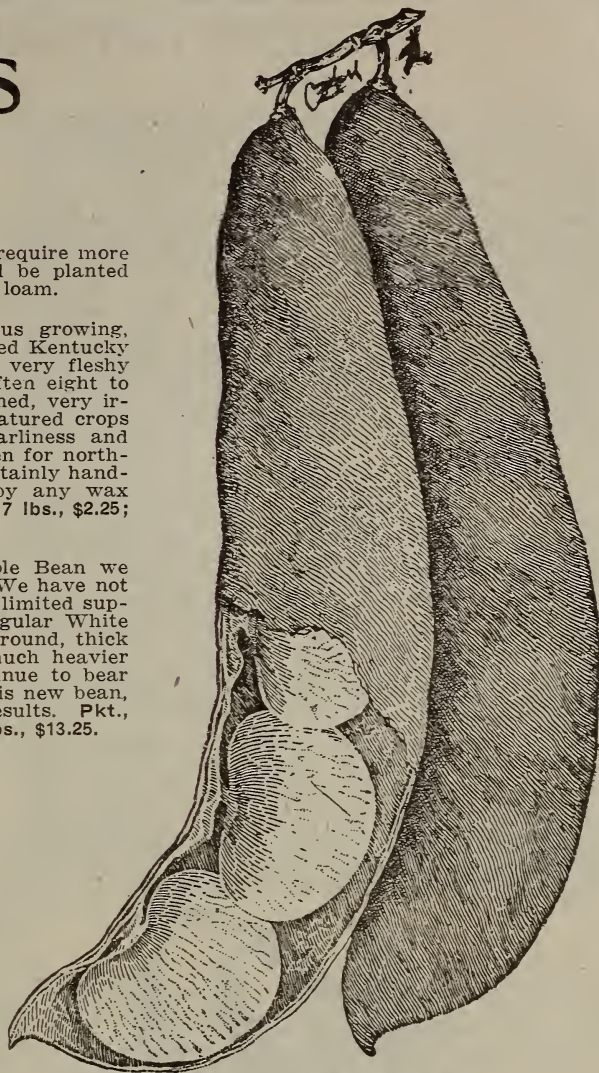 S
require more
be planted
loam.
us growing,
ed Kentucky
very fleshy
ften eight to
ned, very ir-
atured crops
arliness and
en for north-
tainly hand-
by any wax
7 lbs., $2.25;
ole Bean we
We have not
limited sup-
gular White
round, thick
uch heavier
nue to bear
is new bean,
esults. Pkt.,
os., $13.25.